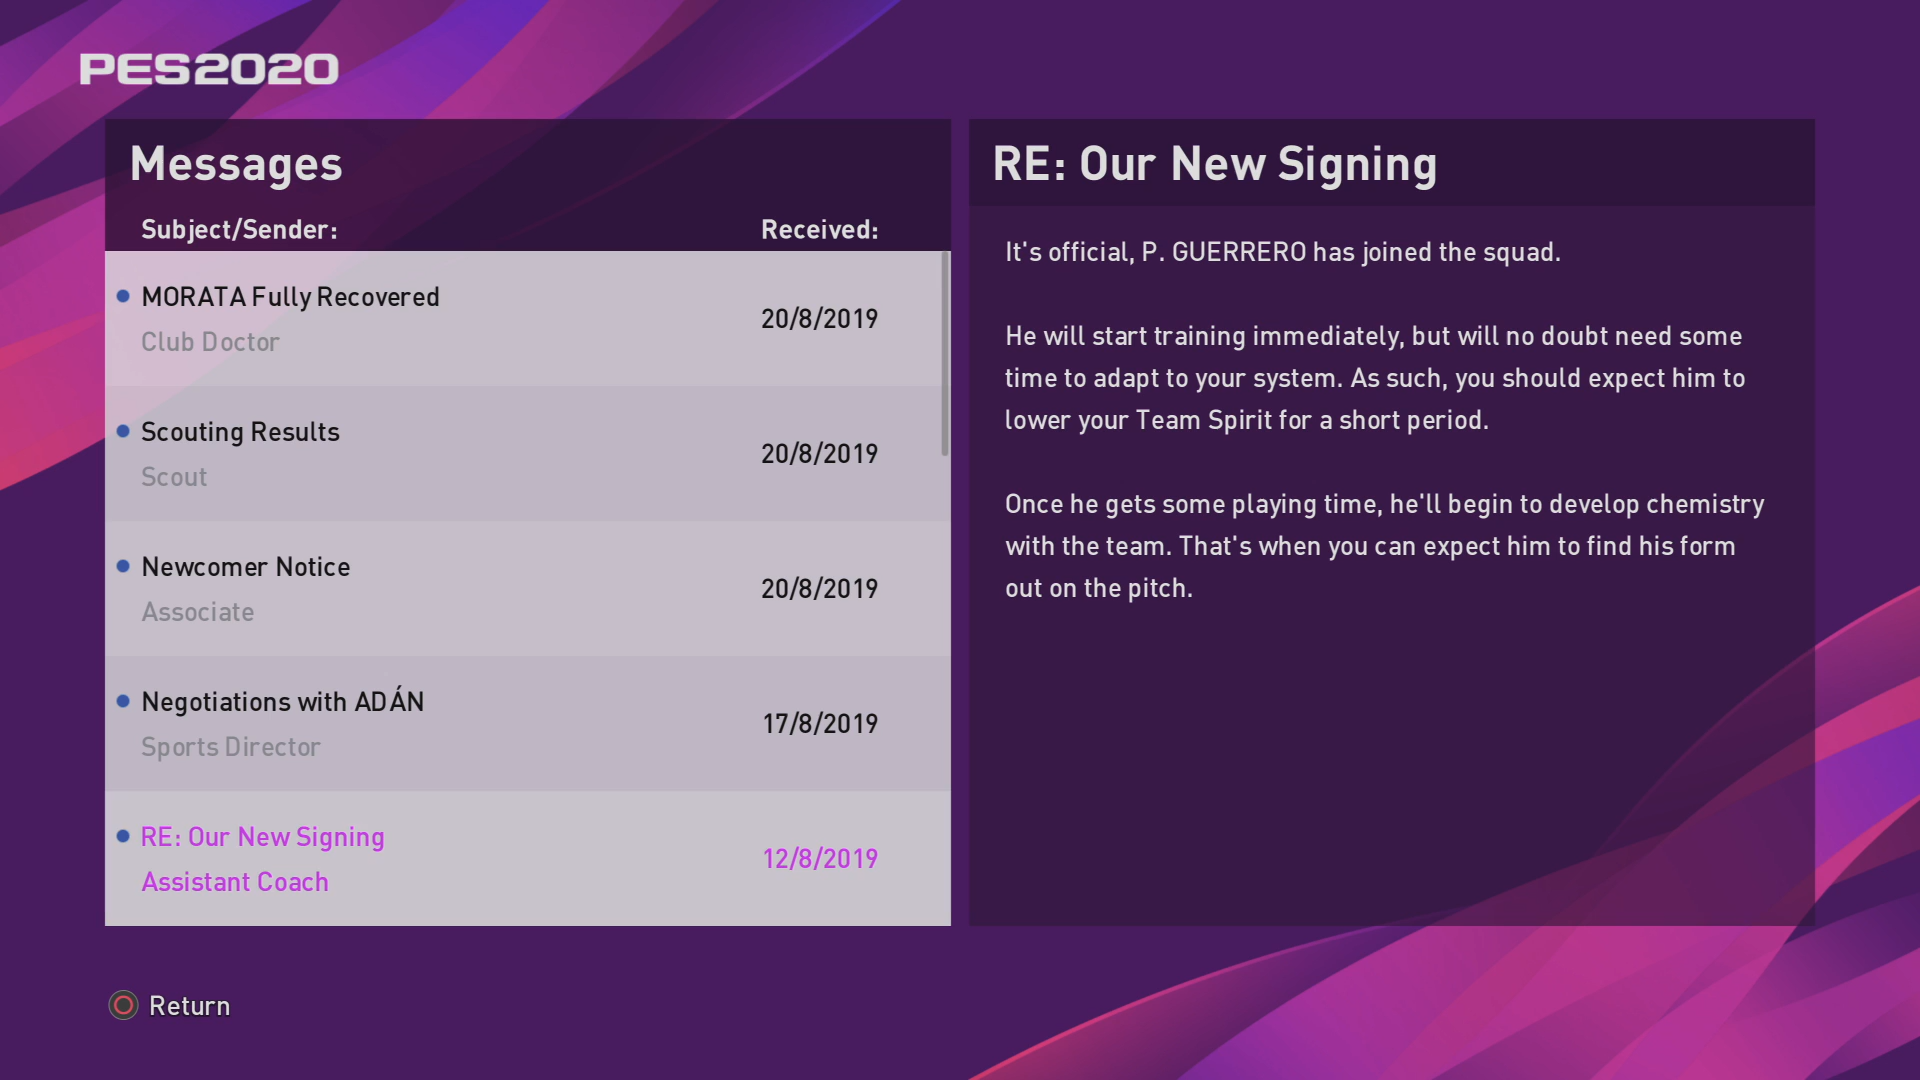 PES2020
Messages
Subject/Sender:
Received:
MORATA Fully Recovered
Club Doctor
20/8/2019
Scouting Results
Scout
20/8/2019
Newcomer Notice
Associate
20/8/2019
Negotiations with ADÁN
Sports Director
17/8/2019
RE: Our New Signing
Assistant Coach
12/8/2019
RE: Our New Signing
It's official, P. GUERRERO has joined the squad.
He will start training immediately, but will no doubt need some
time to adapt to your system. As such, you should expect him to
lower your Team Spirit for a short period.
Once he gets some playing time, he'll begin to develop chemistry
with the team. That's when you can expect him to find his form
out on the pitch.
Return